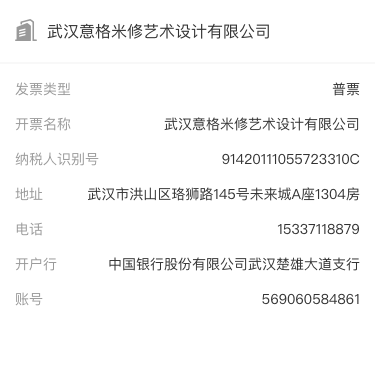 武汉意格米修艺术设计有限公司
发票类型 普票
开票名称 武汉意格米修艺术设计有限公司
纳税人识别号 91420111055723310C
地址 武汉市洪山区珞狮路145号未来城A座1304房
电话 15337118879
开户行 中国银行股份有限公司武汉楚雄大道支行
账号 569060584861